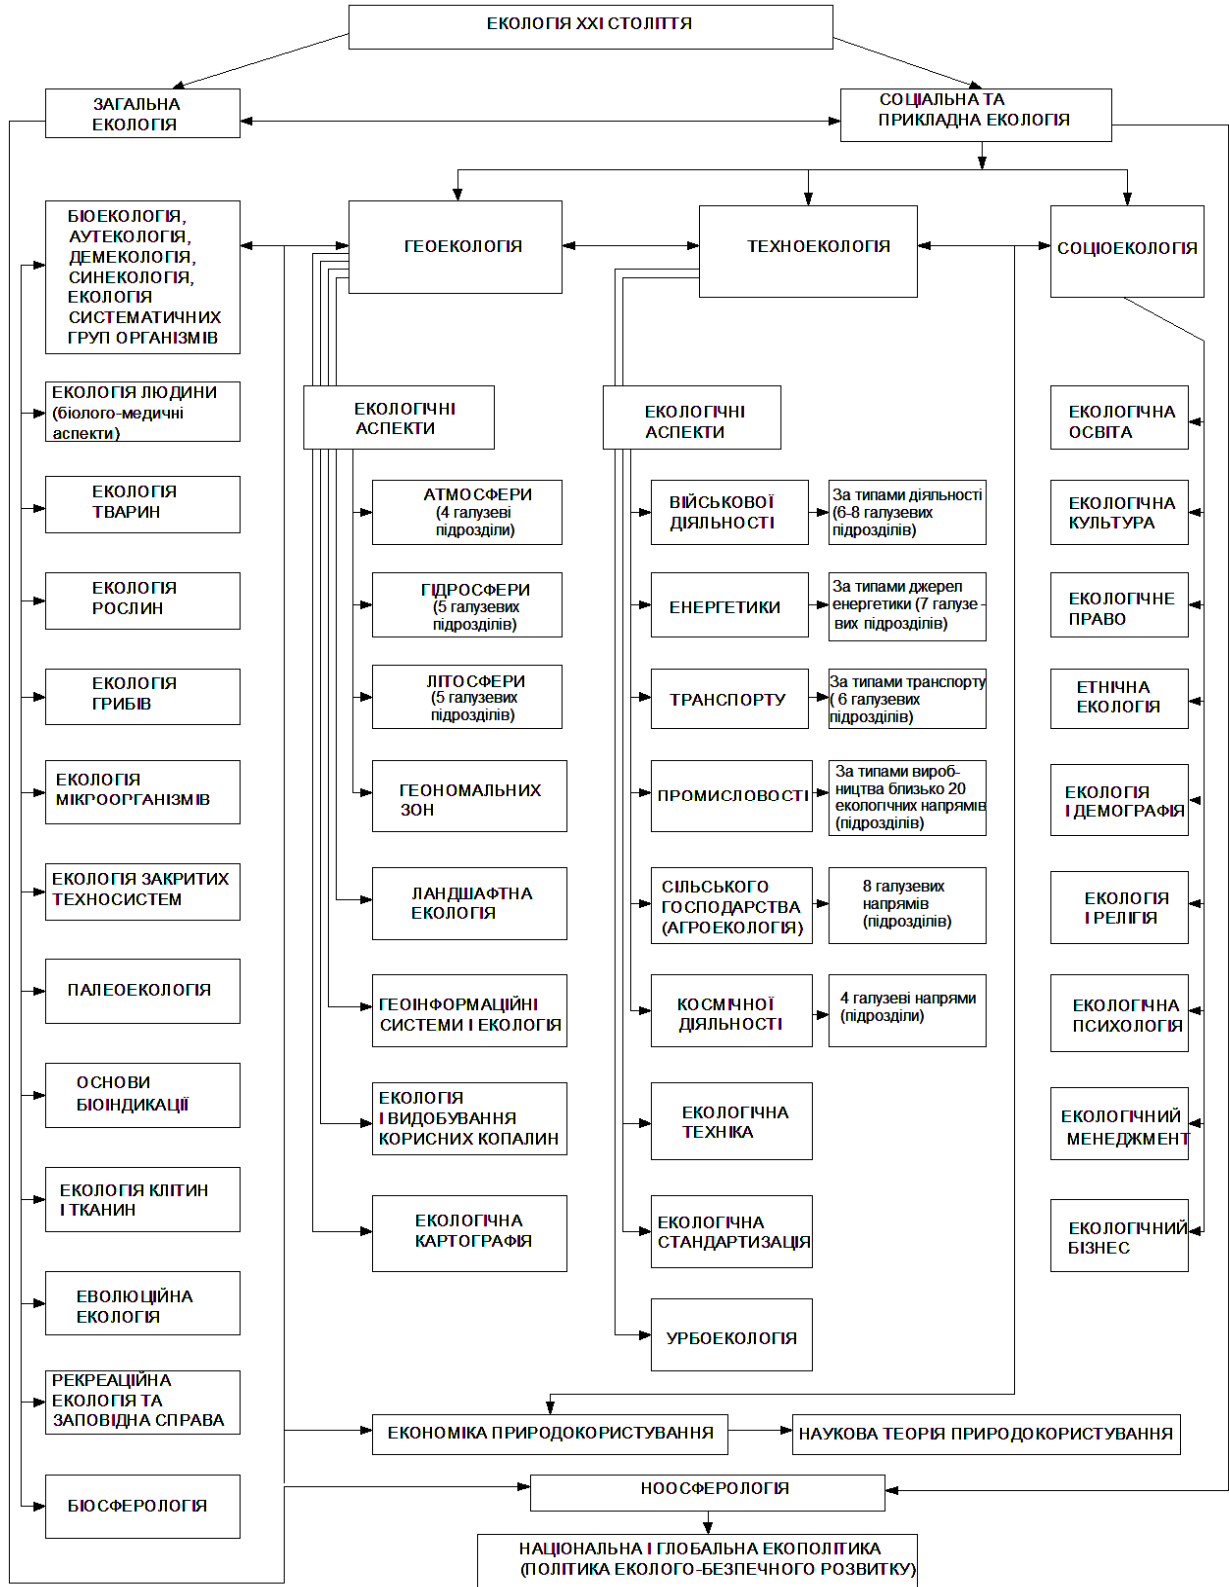 ЕКОЛОГІЯ XXI СТОЛІТТЯ
ЗАГАЛЬНА
ЕКОЛОГІЯ
СОЦІАЛЬНА ТА
ПРИКЛАДНА ЕКОЛОГІЯ
БІОЕКОЛОГІЯ,
АУТЕКОЛОГІЯ,
ДЕМЕКОЛОГІЯ,
СИНЕКОЛОГІЯ,
ЕКОЛОГІЯ
СИСТЕМАТИЧНИХ
ГРУП ОРГАНІЗМІВ
ГЕОЕКОЛОГІЯ
ТЕХНОЕКОЛОГІЯ
СОЦІОЕКОЛОГІЯ
ЕКОЛОГІЯ ЛЮДИНИ
(біолого-медичні
аспекти)
ЕКОЛОГІЯ
ТВАРИН
ЕКОЛОГІЯ
РОСЛИН
ЕКОЛОГІЯ
ГРИБІВ
ЕКОЛОГІЯ
МІКРООРГАНІЗМІВ
ЕКОЛОГІЯ ЗАКРИТИХ
ТЕХНОСИСТЕМ
ПАЛЕОЕКОЛОГІЯ
ОСНОВИ
БІОІНДИКАЦІЇ
ЕКОЛОГІЯ КЛІТИН
І ТКАНИН
ЕВОЛЮЦІЙНА
ЕКОЛОГІЯ
РЕКРЕАЦІЙНА
ЕКОЛОГІЯ ТА
ЗАПОВІДНА СПРАВА
БІОСФЕРОЛОГІЯ
ЕКОЛОГІЧНІ
АСПЕКТИ
АТМОСФЕРИ
(4 галузеві
підрозділи)
ГІДРОСФЕРИ
(5 галузевих
підрозділів)
ЛІТОСФЕРИ
(5 галузевих
підрозділів)
ГЕОНОМАЛЬНИХ
ЗОН
ЛАНДШАФТНА
ЕКОЛОГІЯ
ГЕОІНФОРМАЦІЙНІ
СИСТЕМИ І ЕКОЛОГІЯ
ЕКОЛОГІЯ
І ВИДОБУВАННЯ
КОРИСНИХ КОПАЛИН
ЕКОЛОГІЧНА
КАРТОГРАФІЯ
ЕКОЛОГІЧНІ
АСПЕКТИ
ВІЙСЬКОВОЇ
ДІЯЛЬНОСТІ
За типами діяльності
(6-8 галузевих
підрозділів)
ЕНЕРГЕТИКИ
За типами джерел
енергетики (7 галузе -
вих підрозділів)
ТРАНСПОРТУ
За типами транспорту
( 6 галузевих
підрозділів)
ПРОМИСЛОВОСТІ
За типами вироб-
ництва близько 20
екологічних напрямів
(підрозділів)
СІЛЬСЬКОГО
ГОСПОДАРСТВА
(АГРОЕКОЛОГІЯ)
8 галузевих
напрямів
(підрозділів)
КОСМІЧНОЇ
ДІЯЛЬНОСТІ
4 галузеві напрями
(підрозділи)
ЕКОЛОГІЧНА
ТЕХНІКА
ЕКОЛОГІЧНА
СТАНДАРТИЗАЦІЯ
УРБОЕКОЛОГІЯ
ЕКОЛОГІЧНА
ОСВІТА
ЕКОЛОГІЧНА
КУЛЬТУРА
ЕКОЛОГІЧНЕ
ПРАВО
ЕТНІЧНА
ЕКОЛОГІЯ
ЕКОЛОГІЯ
І ДЕМОГРАФІЯ
ЕКОЛОГІЯ
І РЕЛІГІЯ
ЕКОЛОГІЧНА
ПСИХОЛОГІЯ
ЕКОЛОГІЧНИЙ
МЕНЕДЖМЕНТ
ЕКОЛОГІЧНИЙ
БІЗНЕС
ЕКОНОМІКА ПРИРОДОКОРИСТУВАННЯ
НАУКОВА ТЕОРІЯ ПРИРОДОКОРИСТУВАННЯ
НООСФЕРОЛОГІЯ
НАЦІОНАЛЬНА І ГЛОБАЛЬНА ЕКОПОЛІТИКА
(ПОЛІТИКА ЕКОЛОГО-БЕЗПЕЧНОГО РОЗВИТКУ)